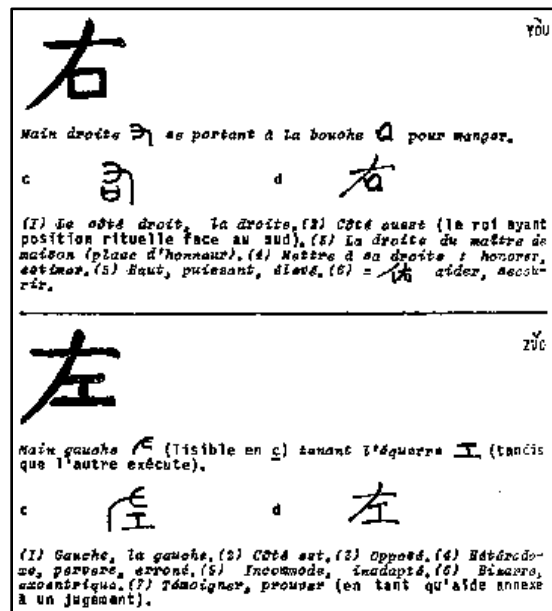 右 yòu
Main droite se portant à la bouche pour manger.
c d
(1) Le côté droit, la droite.(2) Côté ouest (le roi ayant
position rituelle face au sud).(3) La droite du maître de
maison (place d'honneur).(4) Mettre à sa droite : honorer,
estimer.(5) Haut, puissant, élevé.(6) = 佑 aider, secou-
rir.
左 zuǒ
Main gauche (lisible en c) tenant l'équerre 工 (tandis
que l'autre exécute).
c d 左
(1) Gauche, la gauche.(2) Côté est.(3) Opposé.(4) Hétérodo-
xe, pervers, erroné.(5) Incommode, inadapté.(6) Bizarre,
excentrique.(7) Témoigner, prouver (en tant qu'aide annexe
à un jugement).